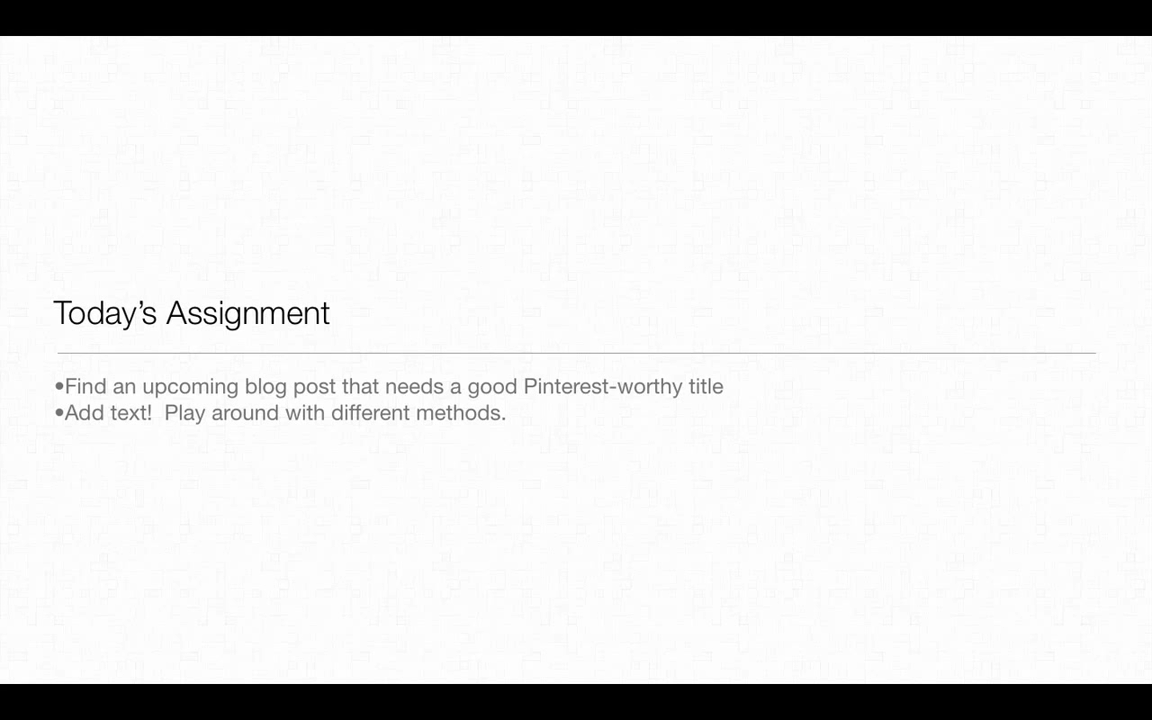 Today’s Assignment
•Find an upcoming blog post that needs a good Pinterest-worthy title
•Add text!  Play around with different methods.